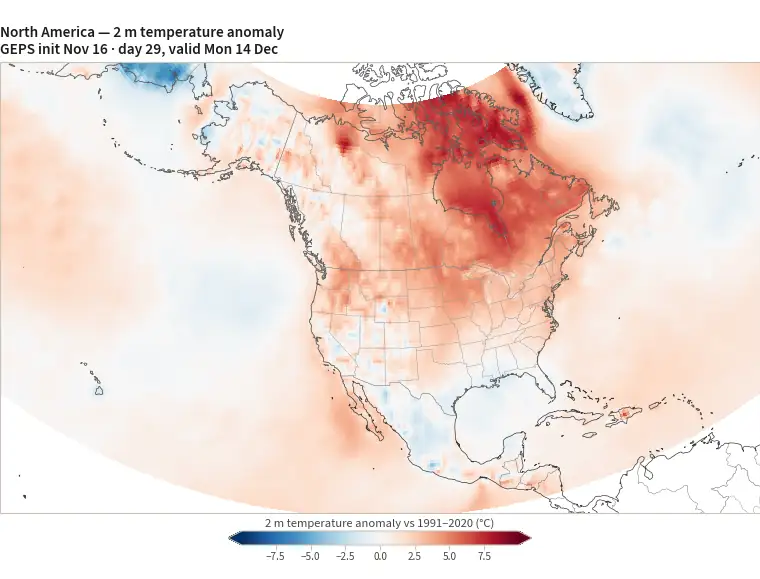 North America — 2 m temperature anomaly
GEPS init Nov 16 · day 29, valid Mon 14 Dec
2 m temperature anomaly vs 1991–2020 (°C)
−7.5 −5.0 −2.5 0.0 2.5 5.0 7.5